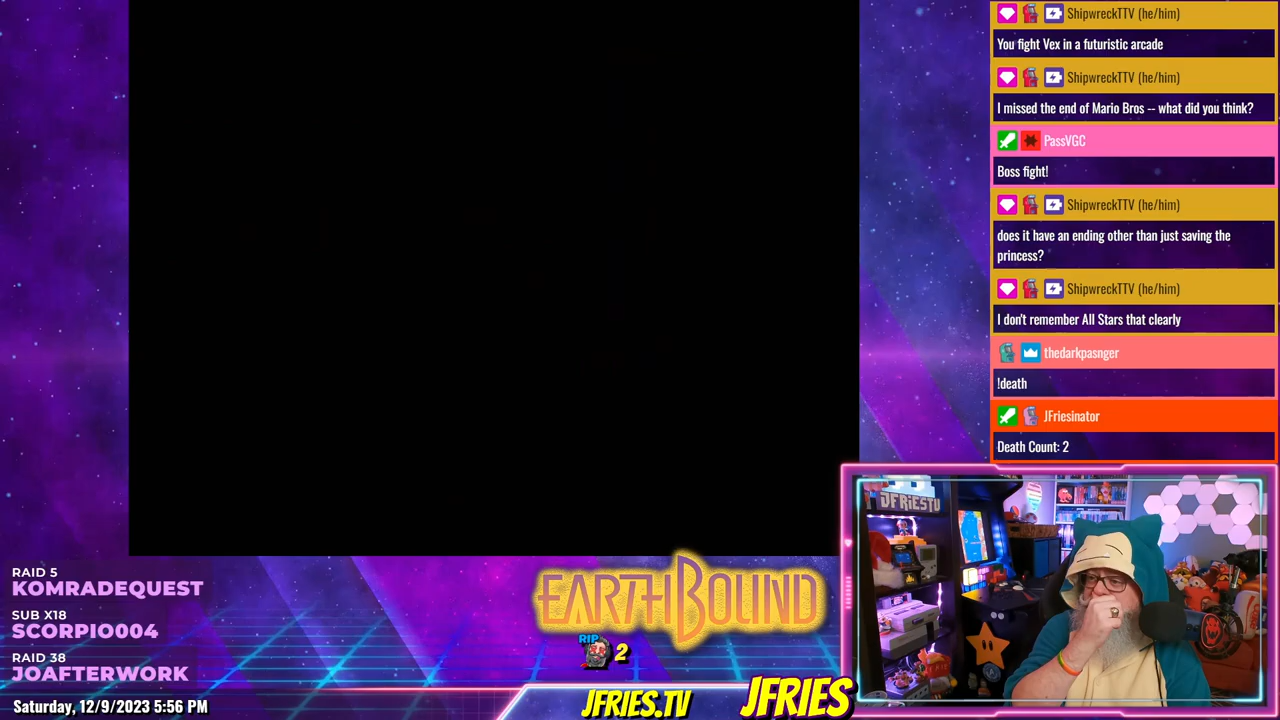 ShipwreckTTV (he/him)
You fight Vex in a futuristic arcade
ShipwreckTTV (he/him)
I missed the end of Mario Bros -- what did you think?
PassVGC
Boss fight!
ShipwreckTTV (he/him)
does it have an ending other than just saving the
princess?
ShipwreckTTV (he/him)
I don't remember All Stars that clearly
thedarkpasnger
!death
JFriesinator
Death Count: 2
RAID 5
KOMRADEQUEST
SUB X18
SCORPIO004
RAID 38
JOAFTERWORK
Saturday, 12/9/2023 5:56 PM
EARTHBOUND
RIP
2
JFRIES.TV
JFRIES
JFRIESTV